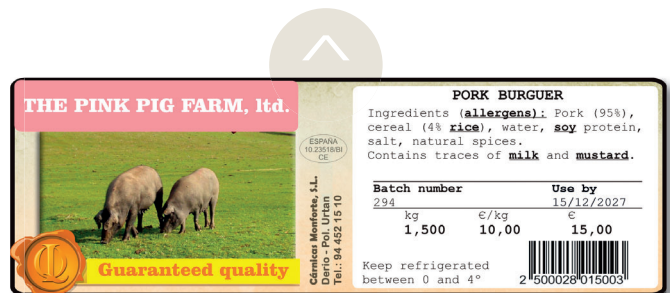 THE PINK PIG FARM, ltd.
Guaranteed quality
ESPAÑA
10.23518/BI
CE
Cárnicas Monforte, S.L.
Derio - Pol. Urtan
Tel.: 94 452 15 10
PORK BURGUER
Ingredients (allergens): Pork (95%),
cereal (4% rice), water, soy protein,
salt, natural spices.
Contains traces of milk and mustard.
Batch number Use by
294 15/12/2027
kg €/kg €
1,500 10,00 15,00
Keep refrigerated
between 0 and 4°
2 500028 015003